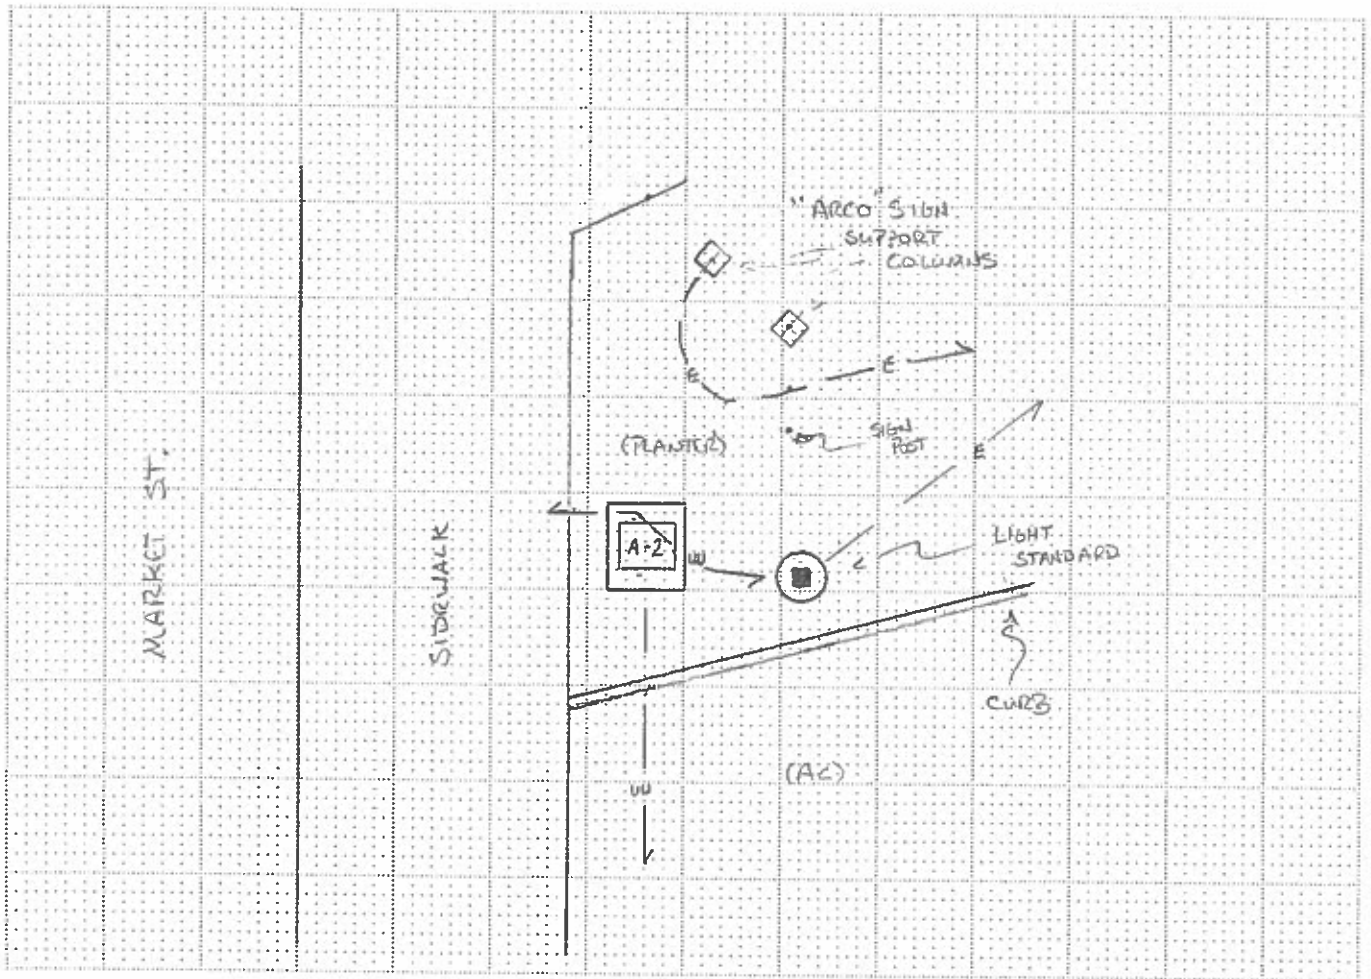 "ARCO" SIGN
SUPPORT
COLUMNS
E
E
(PLANTER)
SIGN
POST
E
MARKET ST.
SIDEWALK
A-2
LIGHT
STANDARD
CURB
(AC)